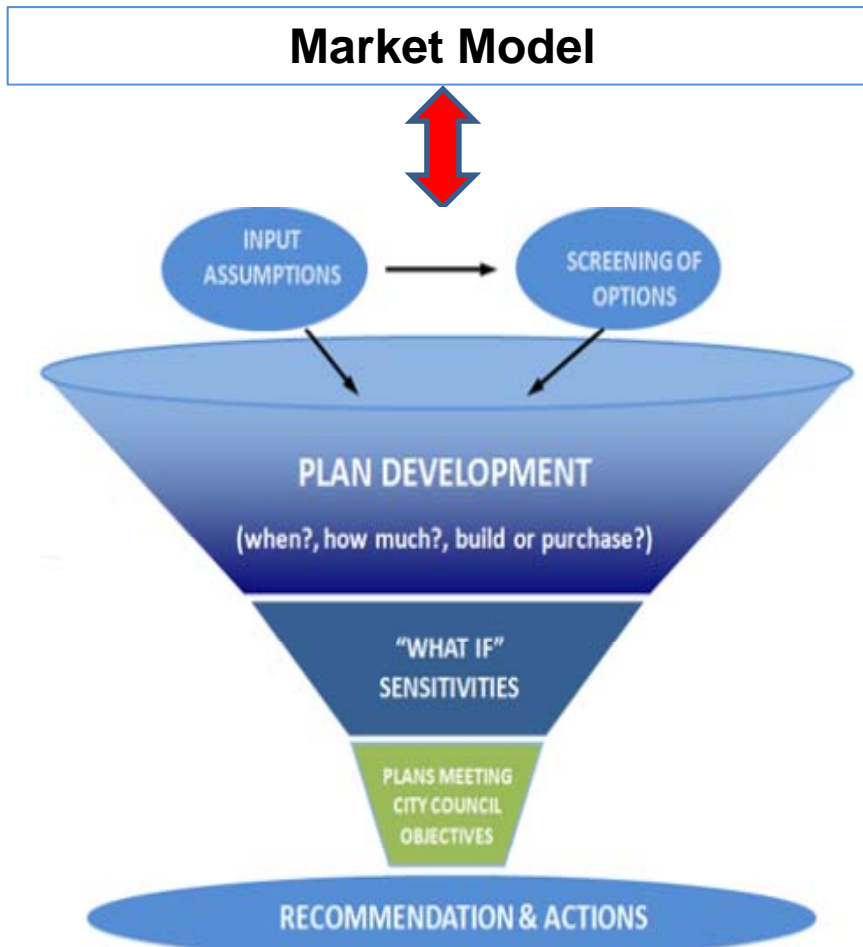 Market Model
INPUT
ASSUMPTIONS
SCREENING OF
OPTIONS
PLAN DEVELOPMENT
(when?, how much?, build or purchase?)
“WHAT IF”
SENSITIVITIES
PLANS MEETING
CITY COUNCIL
OBJECTIVES
RECOMMENDATION & ACTIONS